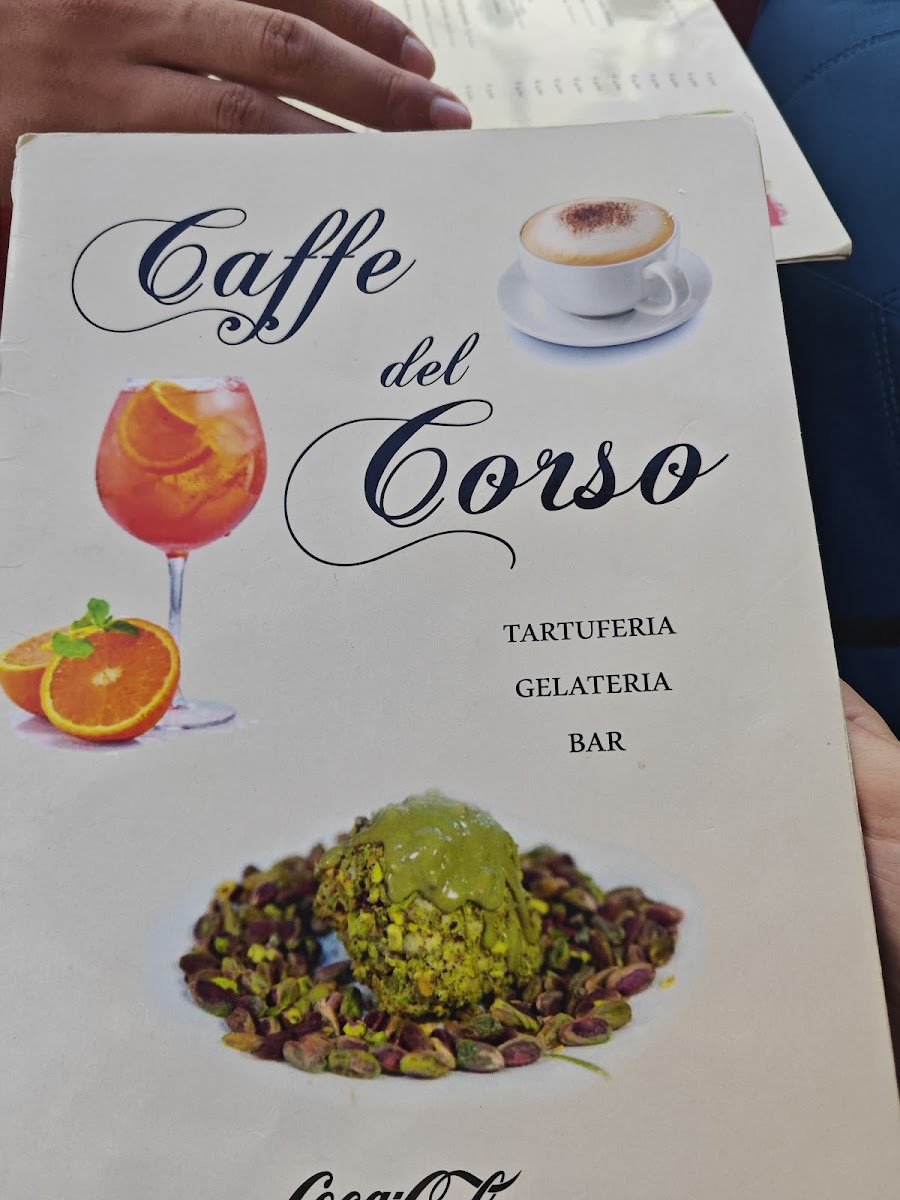 Caffe
del
Corso
TARTUFERIA
GELATERIA
BAR